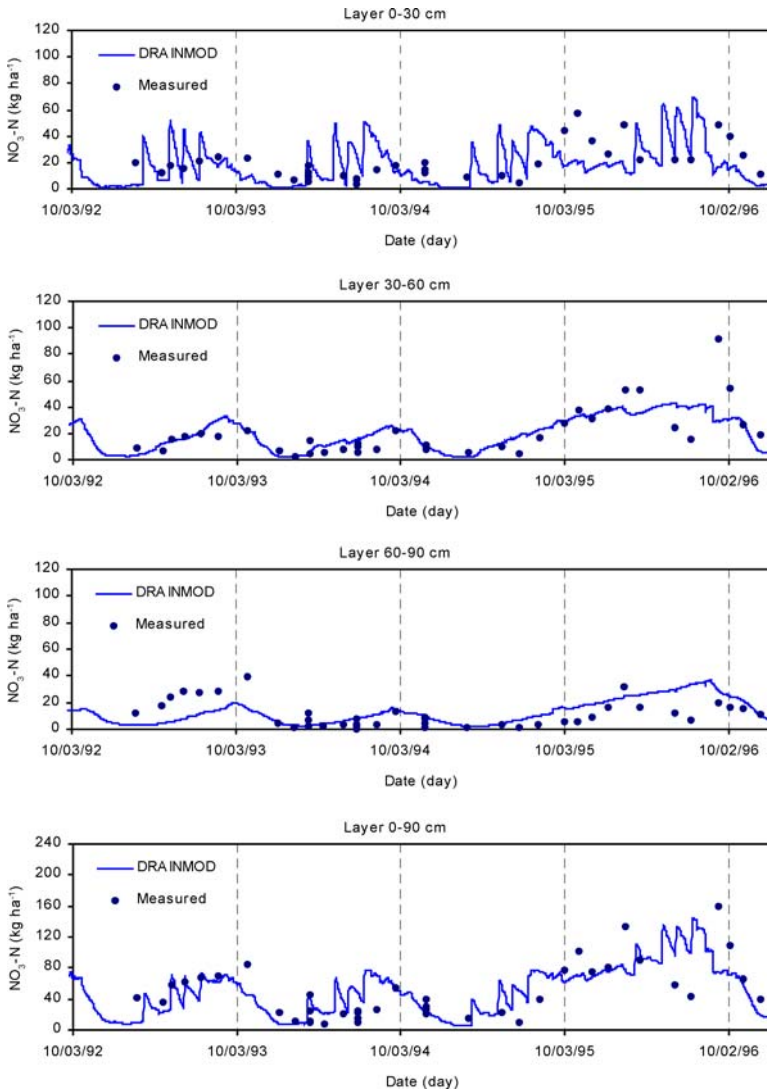 Layer 0-30 cm
120
100
80
60
40
20
0
NO3-N (kg ha-1)
DRAINMOD
Measured
10/03/92 10/03/93 10/03/94 10/03/95 10/02/96
Date (day)
Layer 30-60 cm
120
100
80
60
40
20
0
NO3-N (kg ha-1)
DRAINMOD
Measured
10/03/92 10/03/93 10/03/94 10/03/95 10/02/96
Date (day)
Layer 60-90 cm
120
100
80
60
40
20
0
NO3-N (kg ha-1)
DRAINMOD
Measured
10/03/92 10/03/93 10/03/94 10/03/95 10/02/96
Date (day)
Layer 0-90 cm
240
200
160
120
80
40
0
NO3-N (kg ha-1)
DRAINMOD
Measured
10/03/92 10/03/93 10/03/94 10/03/95 10/02/96
Date (day)